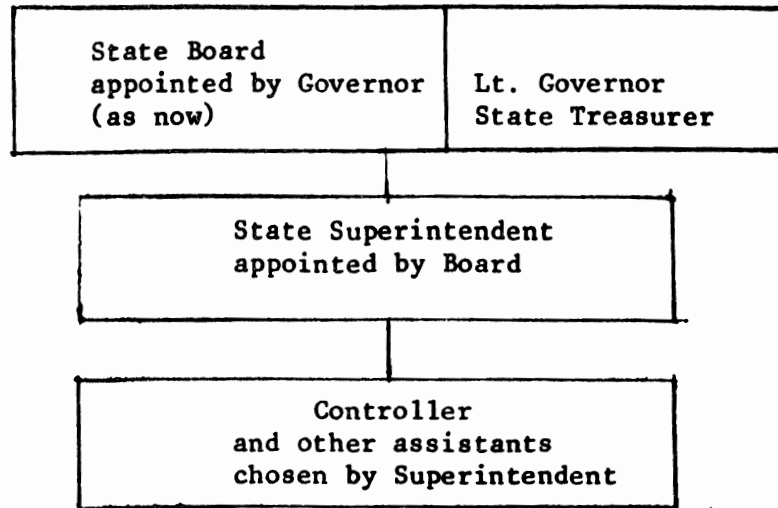 State Board
appointed by Governor
(as now)
Lt. Governor
State Treasurer
State Superintendent
appointed by Board
Controller
and other assistants
chosen by Superintendent